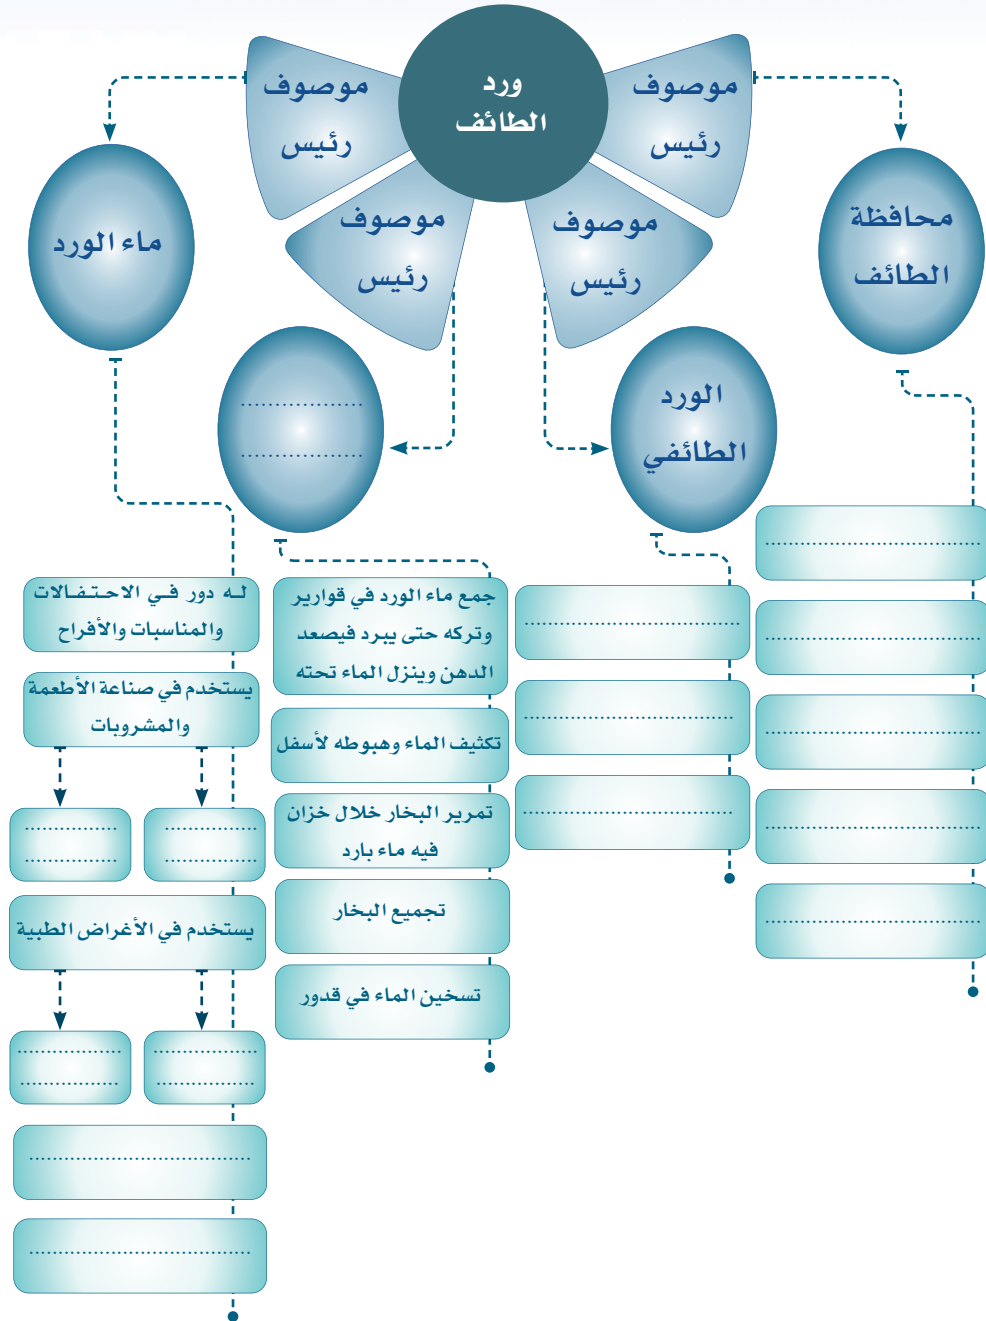 ورد
الطائف
موصوف
رئيس
موصوف
رئيس
موصوف
رئيس
موصوف
رئيس
محافظة
الطائف
................................................
................................................
................................................
................................................
................................................
الورد
الطائفي
................................................
................................................
................................................
........................
........................
جمع ماء الورد في قوارير
وتركه حتى يبرد فيصعد
الدهن وينزل الماء تحته
تكثيف الماء وهبوطه لأسفل
تمرير البخار خلال خزان
فيه ماء بارد
تجميع البخار
تسخين الماء في قدور
ماء الورد
له دور في الاحتفالات
والمناسبات والأفراح
يستخدم في صناعة الأطعمة
والمشروبات
....................
....................
....................
....................
يستخدم في الأغراض الطبية
....................
....................
....................
....................
................................................
................................................